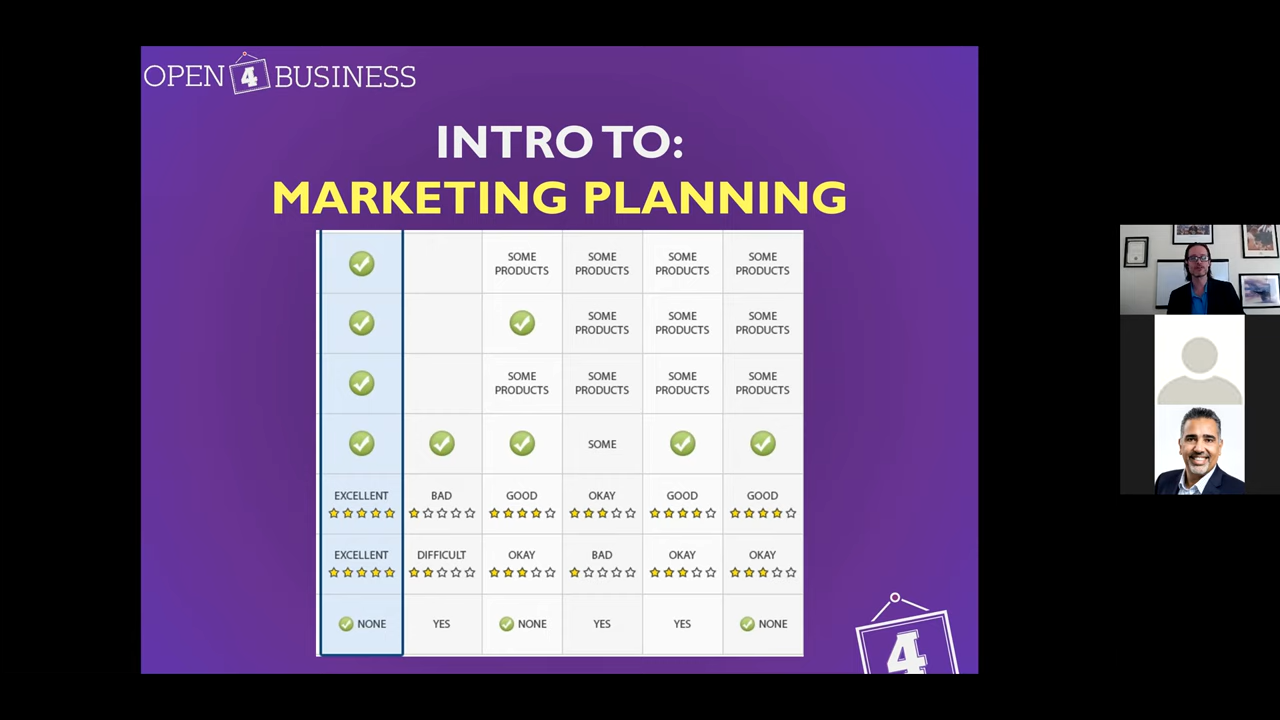 OPEN 4 BUSINESS
INTRO TO:
MARKETING PLANNING
SOME PRODUCTS SOME PRODUCTS SOME PRODUCTS SOME PRODUCTS
SOME PRODUCTS SOME PRODUCTS SOME PRODUCTS
SOME PRODUCTS SOME PRODUCTS SOME PRODUCTS SOME PRODUCTS
SOME
EXCELLENT BAD GOOD OKAY GOOD GOOD
EXCELLENT DIFFICULT OKAY BAD OKAY OKAY
NONE YES NONE YES YES NONE
4